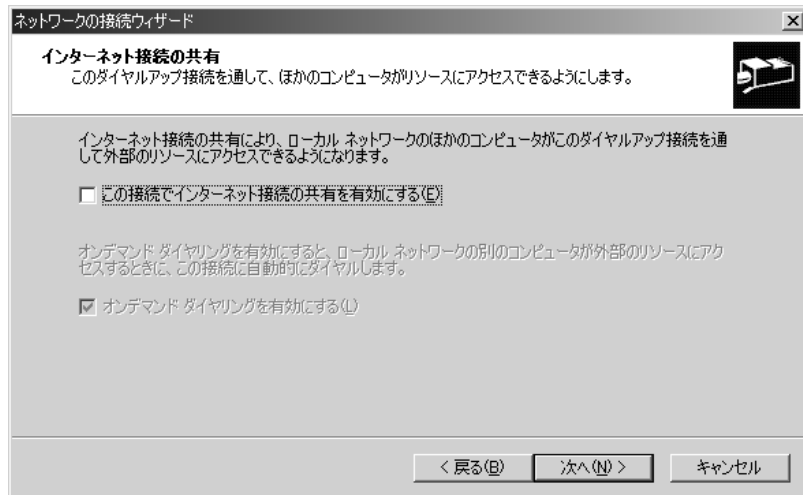 ネットワークの接続ウィザード
インターネット接続の共有
このダイヤルアップ接続を通して、ほかのコンピュータがリソースにアクセスできるようにします。
インターネット接続の共有により、ローカル ネットワークのほかのコンピュータがこのダイヤルアップ接続を通
して外部のリソースにアクセスできるようになります。
この接続でインターネット接続の共有を有効にする(E)
オンデマンド ダイヤリングを有効にすると、ローカル ネットワークの別のコンピュータが外部のリソースにアク
セスするときに、この接続に自動的にダイヤルします。
オンデマンド ダイヤリングを有効にする(L)
< 戻る(B) 次へ(N) > キャンセル